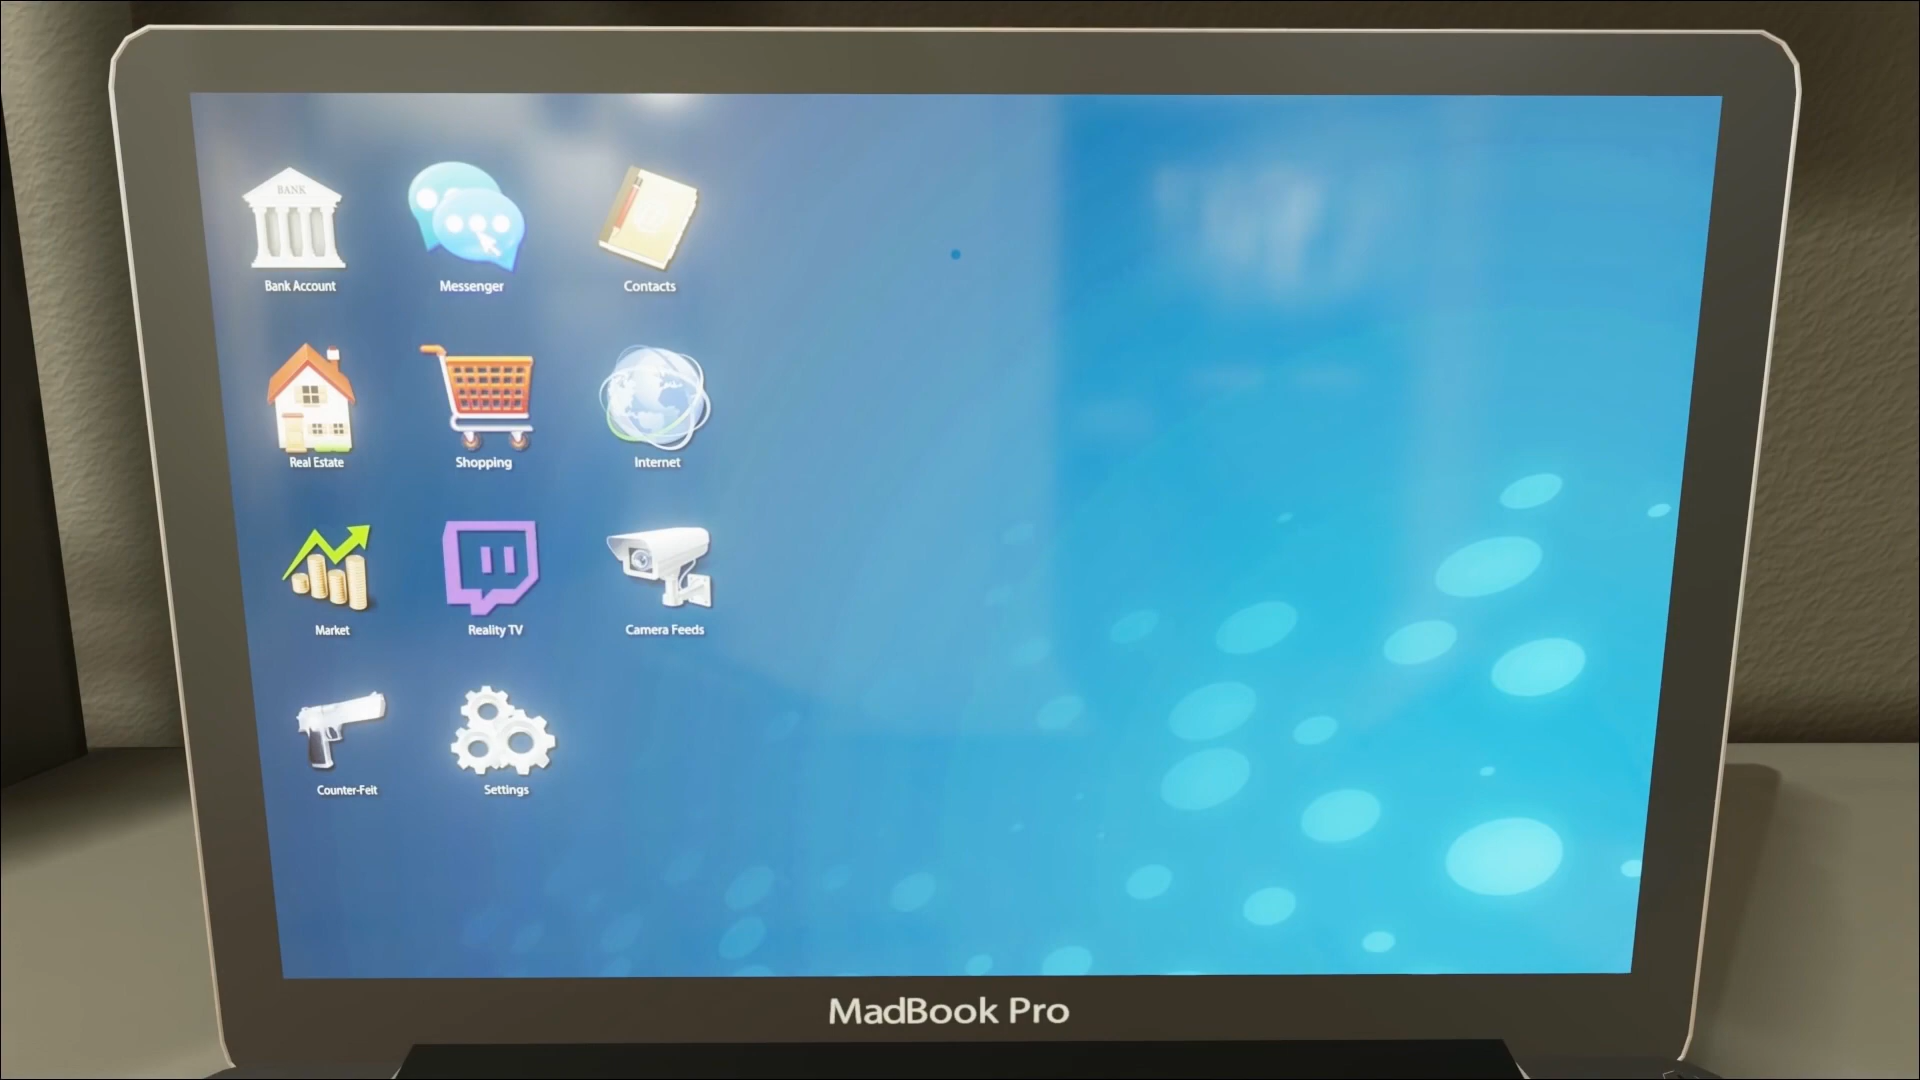 BANK
Bank Account
Messenger
Contacts
Real Estate
Shopping
Internet
Market
Reality TV
Camera Feeds
Counter-Feit
Settings
MadBook Pro